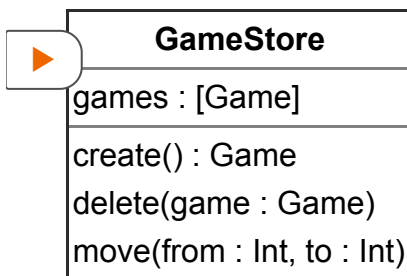 GameStore
games : [Game]
create() : Game
delete(game : Game)
move(from : Int, to : Int)